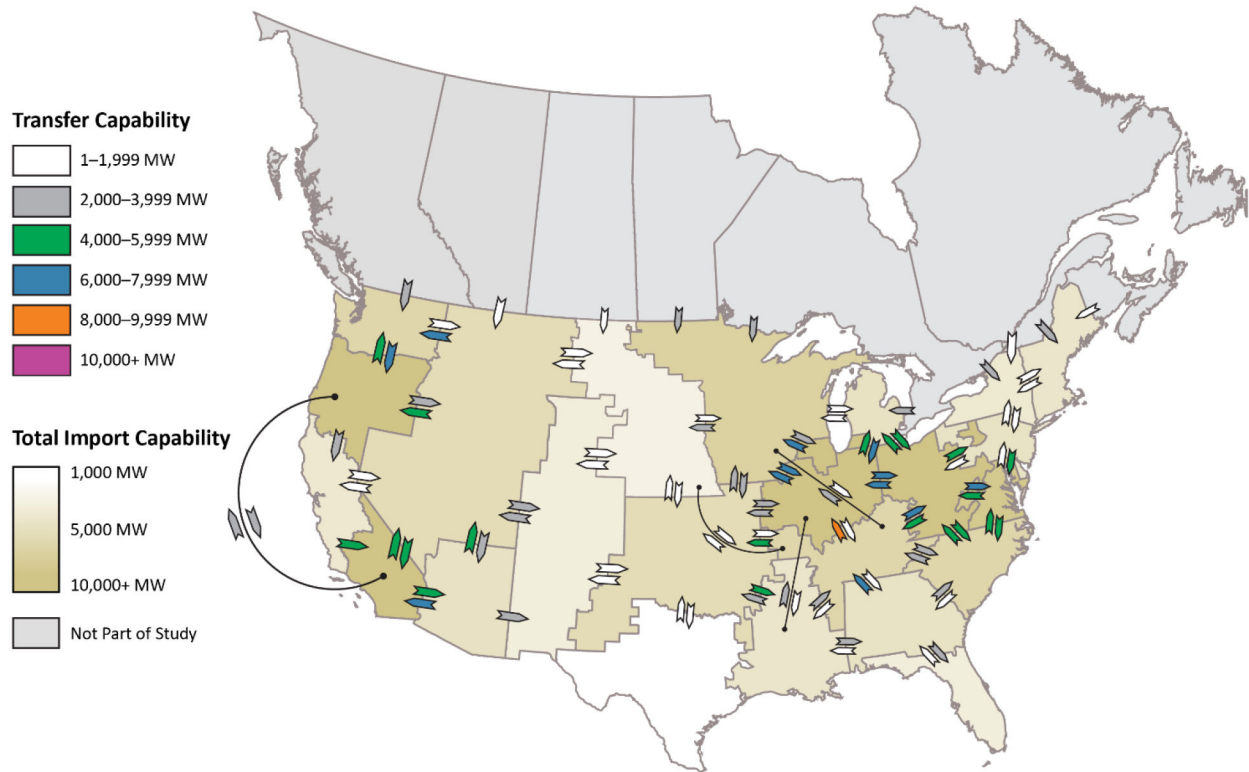 Transfer Capability
1–1,999 MW
2,000–3,999 MW
4,000–5,999 MW
6,000–7,999 MW
8,000–9,999 MW
10,000+ MW
Total Import Capability
1,000 MW
5,000 MW
10,000+ MW
Not Part of Study